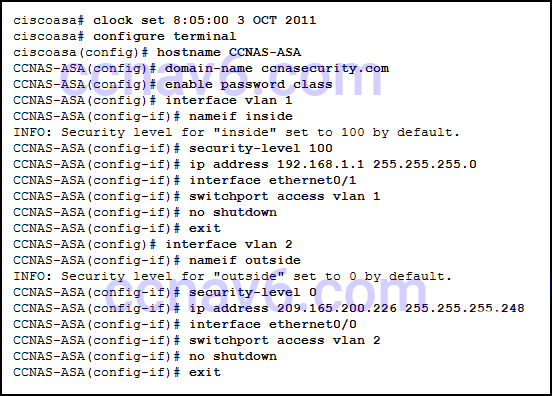 ciscoasa# clock set 8:05:00 3 OCT 2011
ciscoasa# configure terminal
ciscoasa(config)# hostname CCNAS-ASA
CCNAS-ASA(config)# domain-name ccnasecurity.com
CCNAS-ASA(config)# enable password class
CCNAS-ASA(config)# interface vlan 1
CCNAS-ASA(config-if)# nameif inside
INFO: Security level for "inside" set to 100 by default.
CCNAS-ASA(config-if)# security-level 100
CCNAS-ASA(config-if)# ip address 192.168.1.1 255.255.255.0
CCNAS-ASA(config-if)# interface ethernet0/1
CCNAS-ASA(config-if)# switchport access vlan 1
CCNAS-ASA(config-if)# no shutdown
CCNAS-ASA(config-if)# exit
CCNAS-ASA(config)# interface vlan 2
CCNAS-ASA(config-if)# nameif outside
INFO: Security level for "outside" set to 0 by default.
CCNAS-ASA(config-if)# security-level 0
CCNAS-ASA(config-if)# ip address 209.165.200.226 255.255.255.248
CCNAS-ASA(config-if)# interface ethernet0/0
CCNAS-ASA(config-if)# switchport access vlan 2
CCNAS-ASA(config-if)# no shutdown
CCNAS-ASA(config-if)# exit
ccnav6.com
ccnav6.com